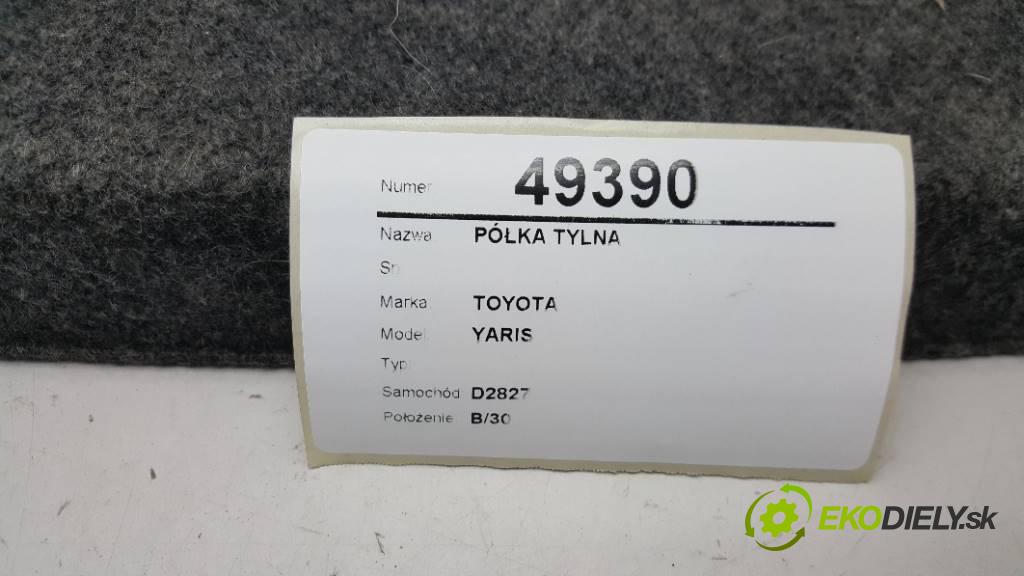 Numer 49390
Nazwa PÓŁKA TYLNA
Sn
Marka TOYOTA
Model YARIS
Typ
Samochód D2827
Położenie B/30
EKODIELY.sk